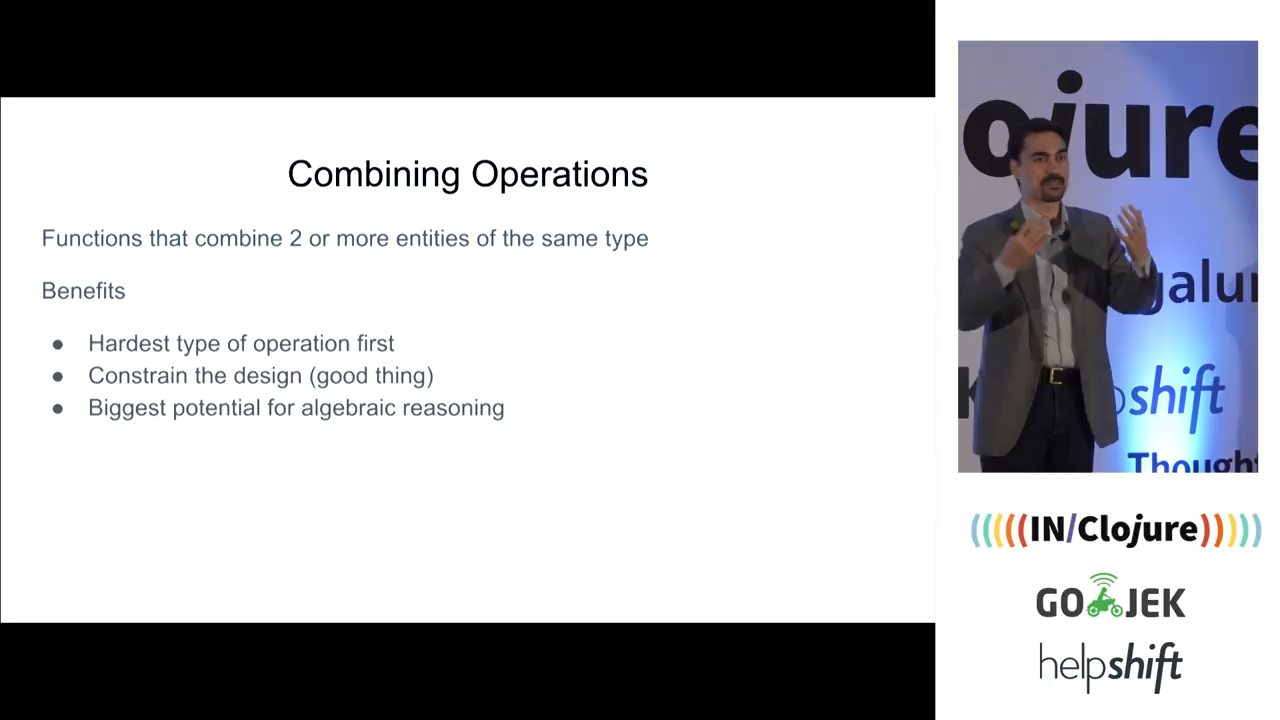 Combining Operations
Functions that combine 2 or more entities of the same type
Benefits
● Hardest type of operation first
● Constrain the design (good thing)
● Biggest potential for algebraic reasoning
ojure
galur
shift
Thought
(((((IN/Clojure)))))
GO JEK
helpshift